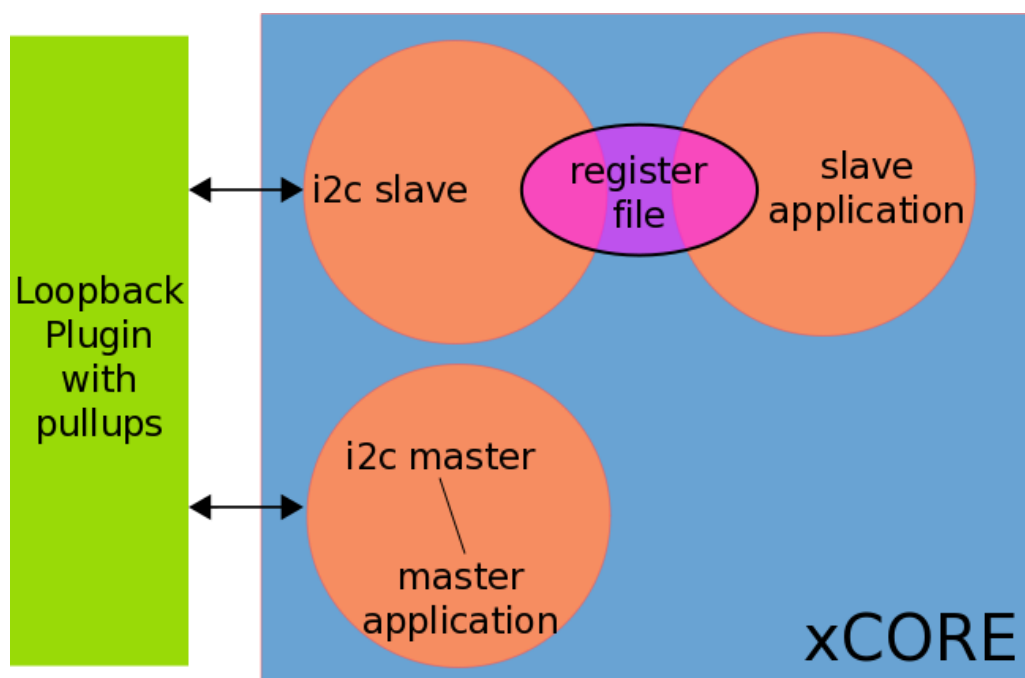 Loopback
Plugin
with
pullups
i2c slave
register
file
slave
application
i2c master
master
application
xCORE